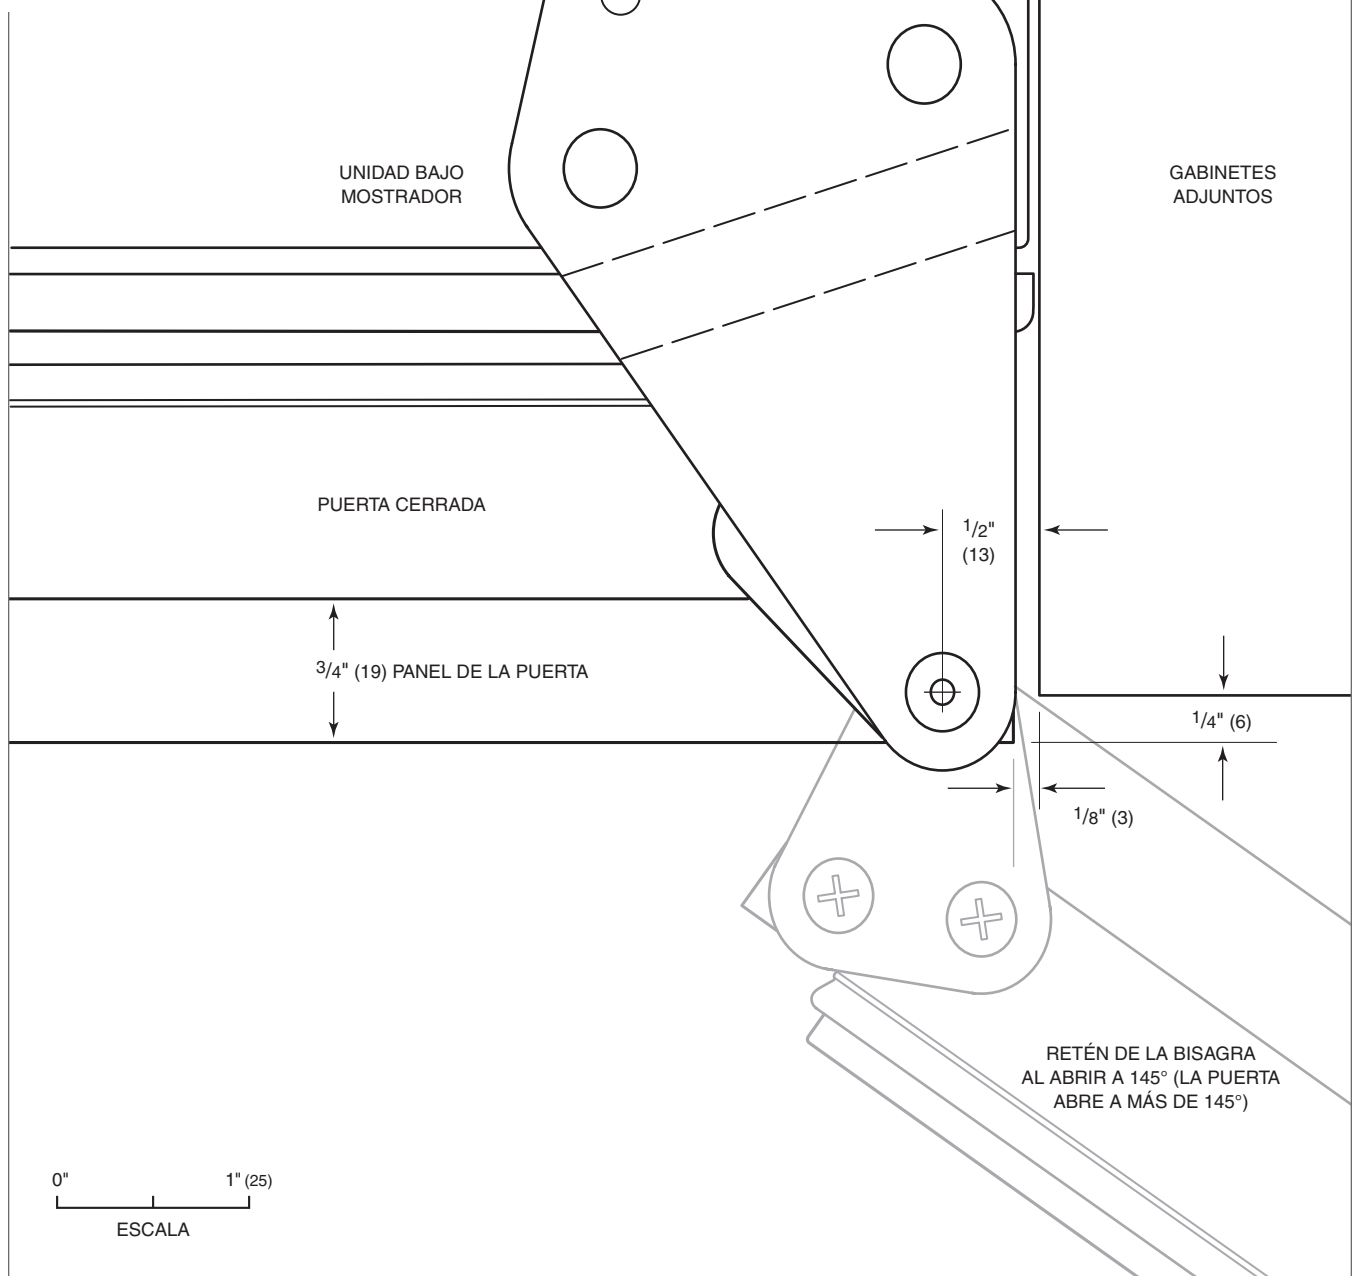 UNIDAD BAJO
MOSTRADOR
GABINETES
ADJUNTOS
PUERTA CERRADA
1/2"
(13)
3/4" (19) PANEL DE LA PUERTA
1/4" (6)
1/8" (3)
RETÉN DE LA BISAGRA
AL ABRIR A 145° (LA PUERTA
ABRE A MÁS DE 145°)
0" 1" (25)
ESCALA